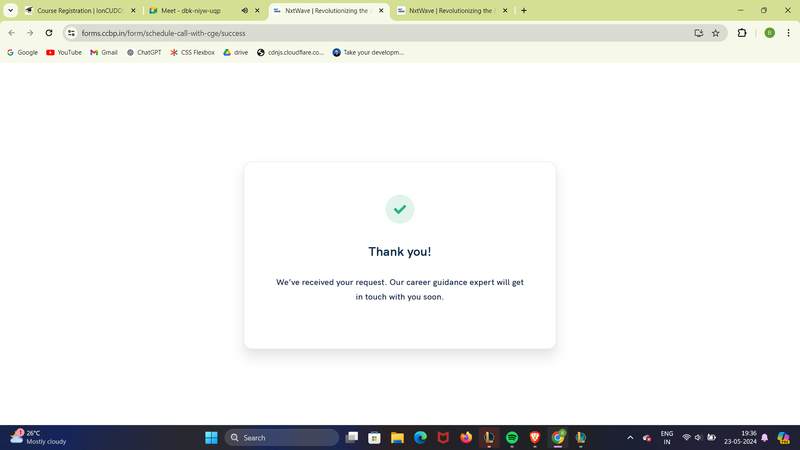 Course Registration | IonCUDO
Meet - dbk-niyw-uqp
NxtWave | Revolutionizing the
NxtWave | Revolutionizing the
forms.ccbp.in/form/schedule-call-with-cge/success
Google
YouTube
Gmail
ChatGPT
CSS Flexbox
drive
cdnjs.cloudflare.co...
Take your developm...
Thank you!
We've received your request. Our career guidance expert will get
in touch with you soon.
26°C
Mostly cloudy
Search
ENG
IN
19:36
23-05-2024